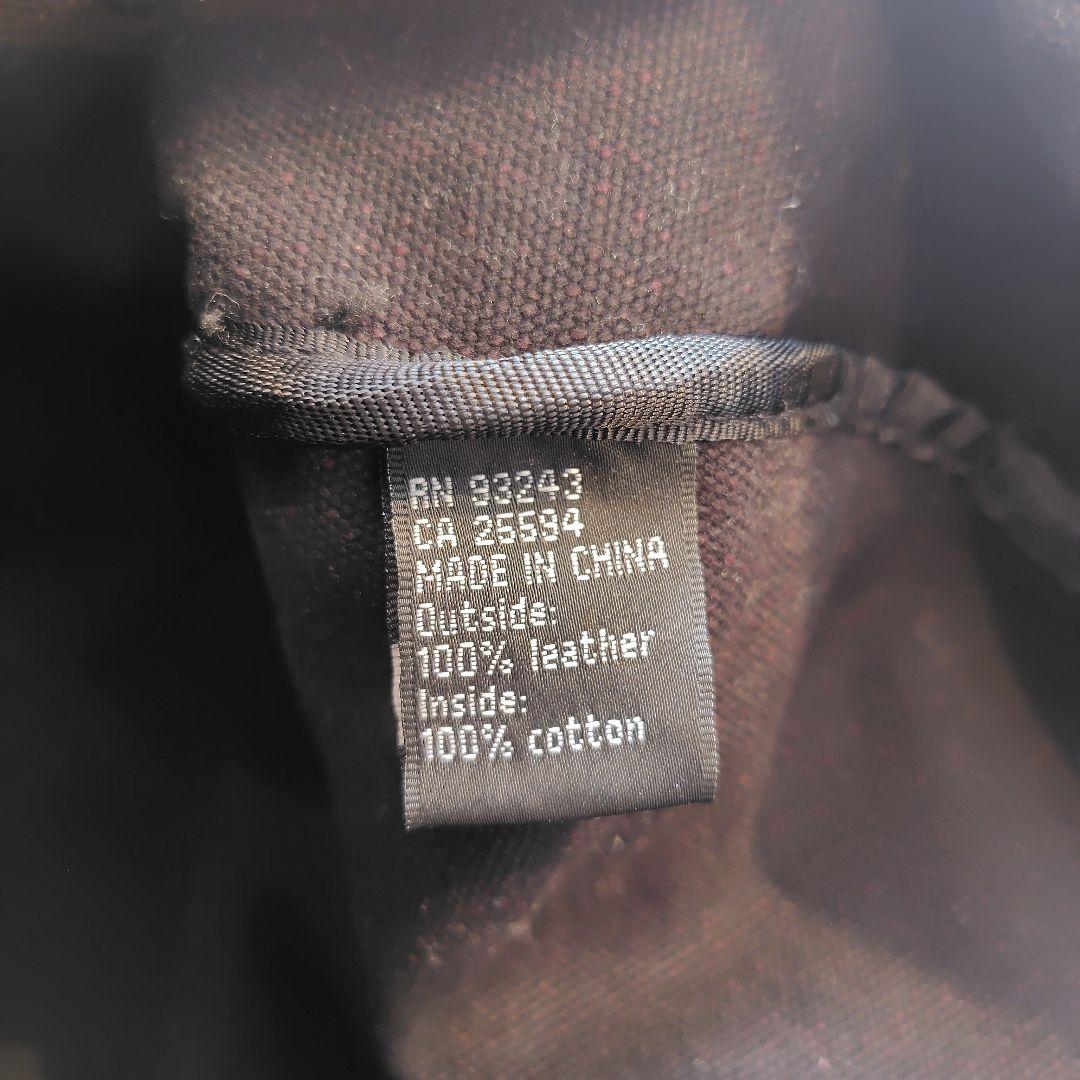 RN 93243
CA 25594
MADE IN CHINA
Outside:
100% leather
Inside:
100% cotton